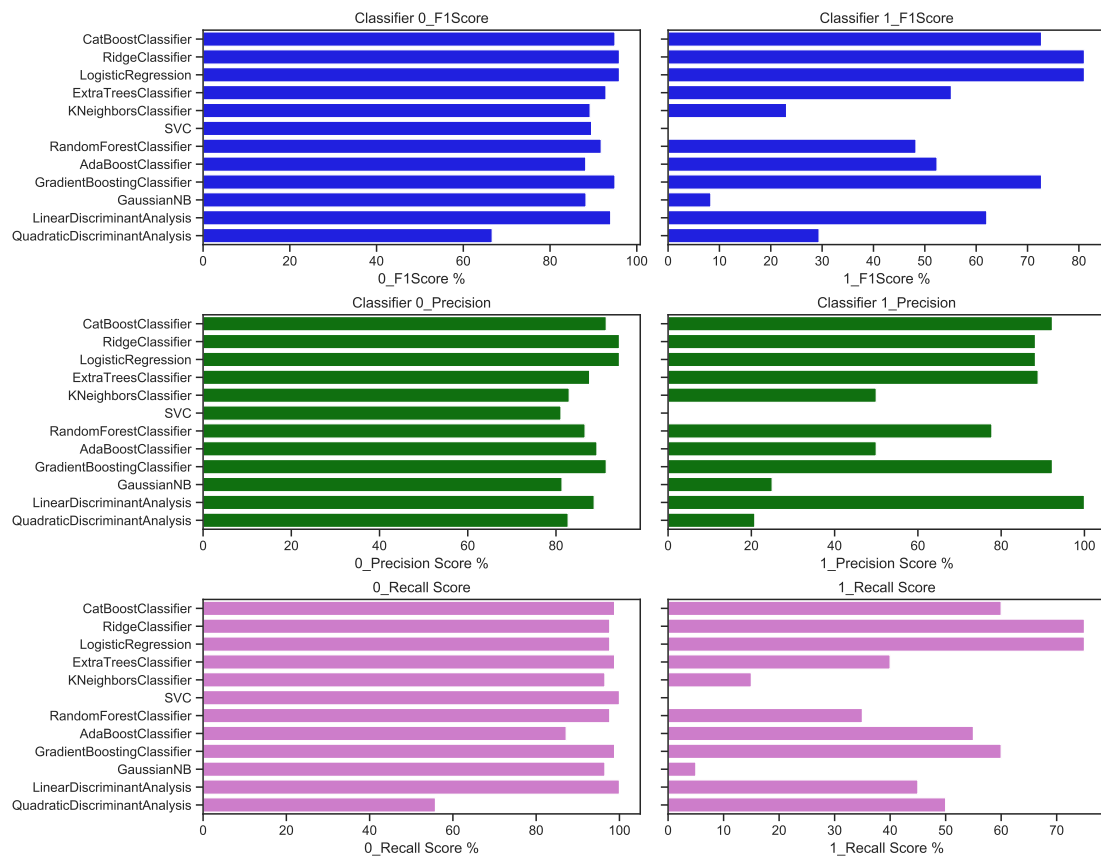 Classifier 0_F1Score
CatBoostClassifier
RidgeClassifier
LogisticRegression
ExtraTreesClassifier
KNeighborsClassifier
SVC
RandomForestClassifier
AdaBoostClassifier
GradientBoostingClassifier
GaussianNB
LinearDiscriminantAnalysis
QuadraticDiscriminantAnalysis
0 20 40 60 80 100
0_F1Score %
Classifier 1_F1Score
0 10 20 30 40 50 60 70 80
1_F1Score %
Classifier 0_Precision
CatBoostClassifier
RidgeClassifier
LogisticRegression
ExtraTreesClassifier
KNeighborsClassifier
SVC
RandomForestClassifier
AdaBoostClassifier
GradientBoostingClassifier
GaussianNB
LinearDiscriminantAnalysis
QuadraticDiscriminantAnalysis
0 20 40 60 80
0_Precision Score %
Classifier 1_Precision
0 20 40 60 80 100
1_Precision Score %
0_Recall Score
CatBoostClassifier
RidgeClassifier
LogisticRegression
ExtraTreesClassifier
KNeighborsClassifier
SVC
RandomForestClassifier
AdaBoostClassifier
GradientBoostingClassifier
GaussianNB
LinearDiscriminantAnalysis
QuadraticDiscriminantAnalysis
0 20 40 60 80 100
0_Recall Score %
1_Recall Score
0 10 20 30 40 50 60 70
1_Recall Score %